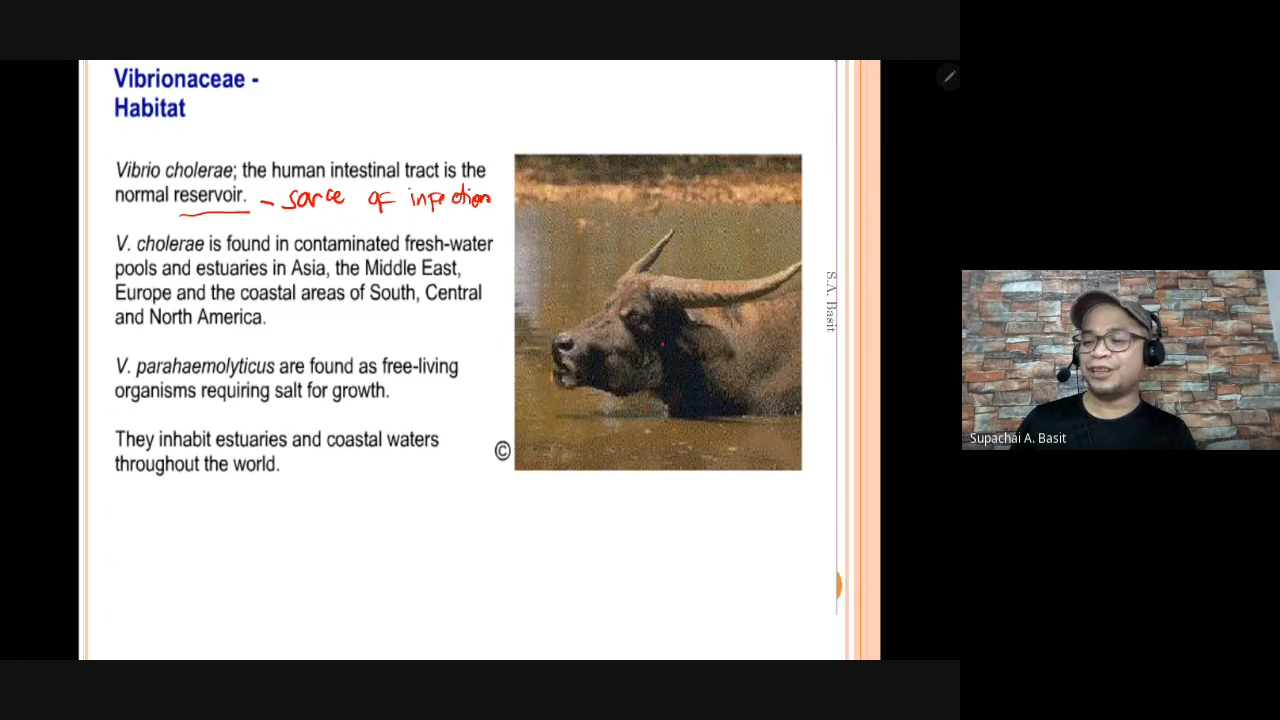 Vibrionaceae -
Habitat
Vibrio cholerae; the human intestinal tract is the
normal reservoir. - sorce of infection
V. cholerae is found in contaminated fresh-water
pools and estuaries in Asia, the Middle East,
Europe and the coastal areas of South, Central
and North America.
V. parahaemolyticus are found as free-living
organisms requiring salt for growth.
They inhabit estuaries and coastal waters
throughout the world.
©
S.A. Basit
Supachai A. Basit